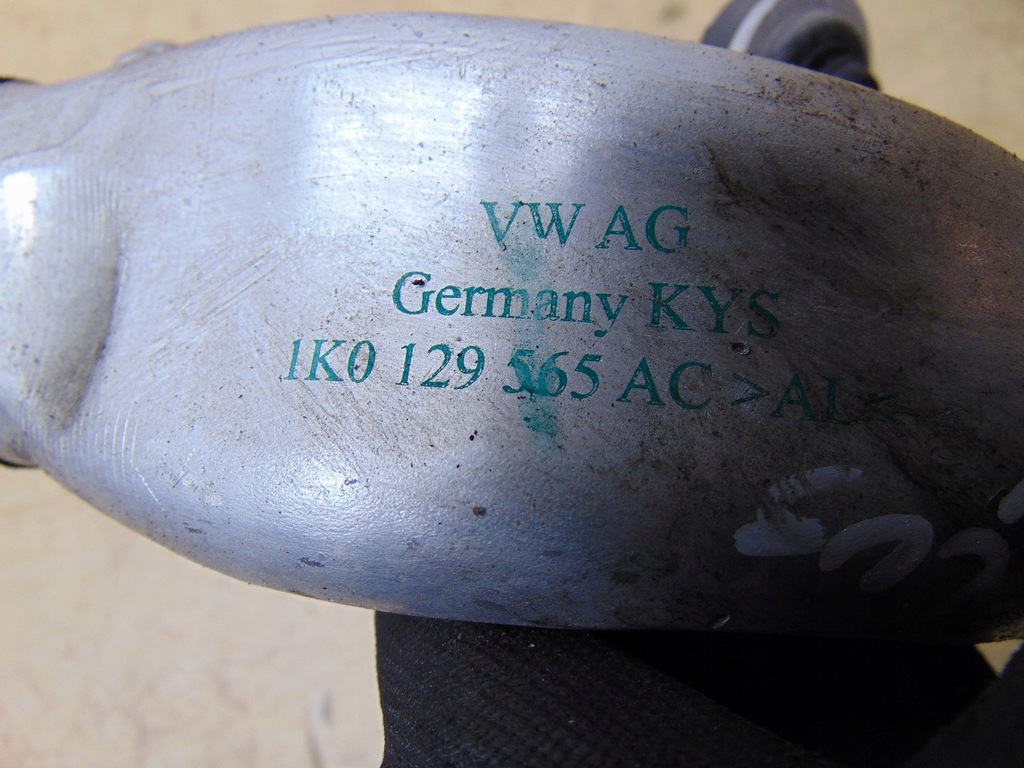 VW AG
Germany KYS
1K0 129 565 AC >AL<